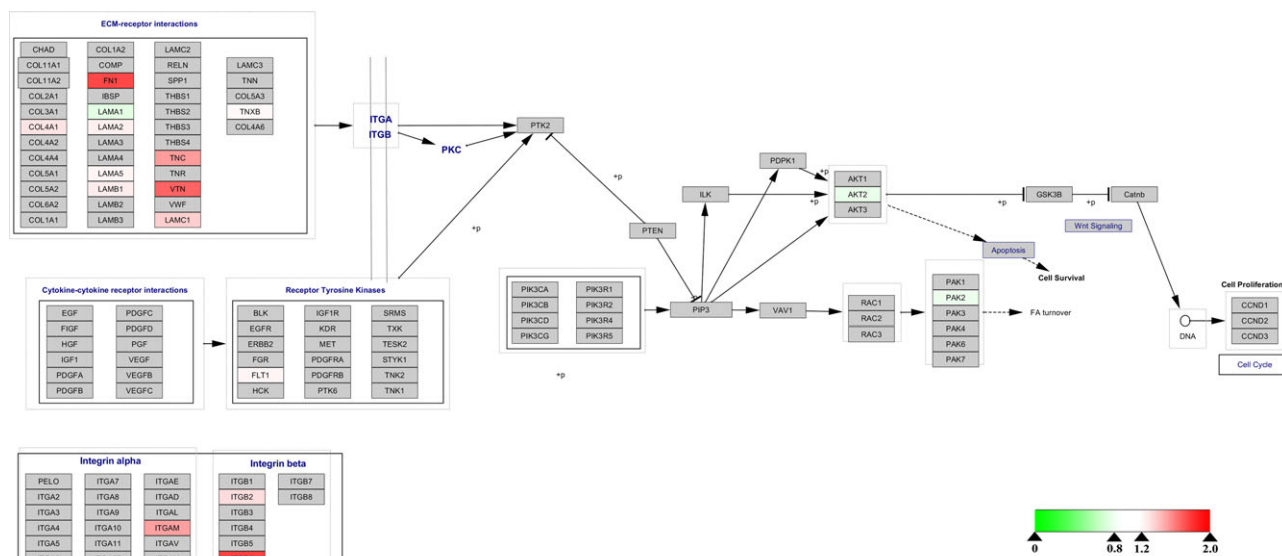 ECM-receptor interactions
CHAD COL1A2 LAMC2
COL11A1 COMP RELN LAMC3
COL11A2 FN1 SPP1 TNN
COL2A1 IBSP THBS1 COL5A3
COL3A1 LAMA1 THBS2 TNXB
COL4A1 LAMA2 THBS3 COL4A6
COL4A2 LAMA3 THBS4
COL4A4 LAMA4 TNC
COL5A1 LAMA5 TNR
COL5A2 LAMB1 VTN
COL6A2 LAMB2 VWF
COL1A1 LAMB3 LAMC1
ITGA
ITGB
PKC
PTK2
+p
PTEN
ILK
PDPK1
+p
+p
AKT1
AKT2
AKT3
+p
GSK3B
+p
Catnb
Wnt Signaling
Apoptosis
Cell Survival
+p
Cytokine-cytokine receptor interactions
EGF PDGFC
FIGF PDGFD
HGF PGF
IGF1 VEGF
PDGFA VEGFB
PDGFB VEGFC
Receptor Tyrosine Kinases
BLK IGF1R SRMS
EGFR KDR TXK
ERBB2 MET TESK2
FGR PDGFRA STYK1
FLT1 PDGFRB TNK2
HCK PTK6 TNK1
PIK3CA PIK3R1
PIK3CB PIK3R2
PIK3CD PIK3R4
PIK3CG PIK3R5
+p
PIP3
VAV1
RAC1
RAC2
RAC3
PAK1
PAK2
PAK3
PAK4
PAK6
PAK7
FA turnover
DNA
Cell Proliferation
CCND1
CCND2
CCND3
Cell Cycle
Integrin alpha
PELO ITGA7 ITGAE
ITGA2 ITGA8 ITGAD
ITGA3 ITGA9 ITGAL
ITGA4 ITGA10 ITGAM
ITGA5 ITGA11 ITGAV
Integrin beta
ITGB1 ITGB7
ITGB2 ITGB8
ITGB3
ITGB4
ITGB5
0 0.8 1.2 2.0